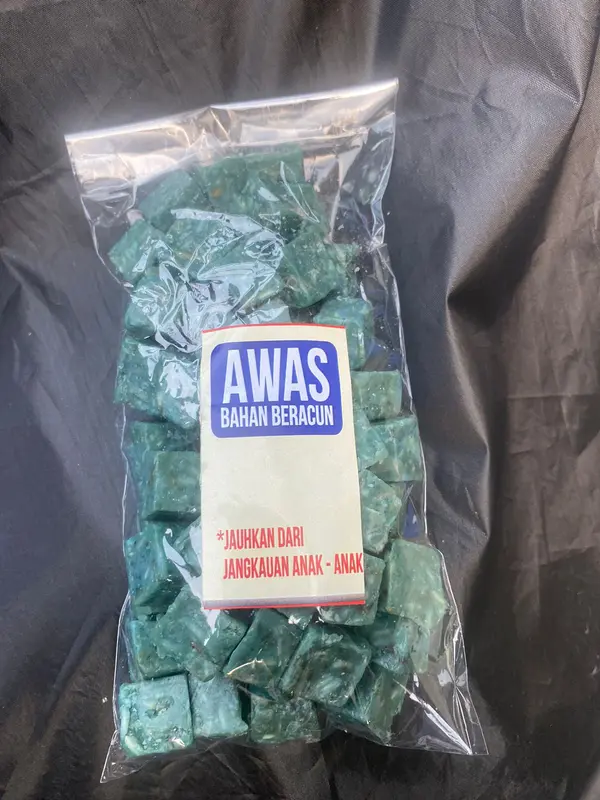 AWAS
BAHAN BERACUN
*JAUHKAN DARI
JANGKAUAN ANAK - ANAK